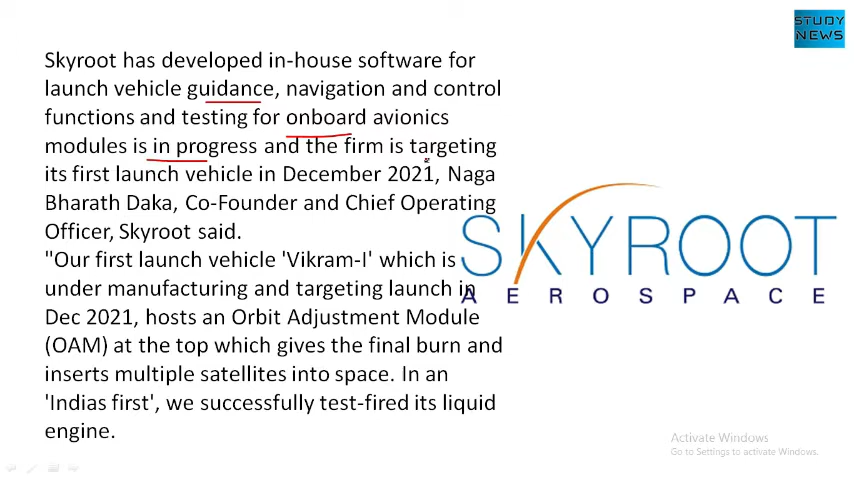 STUDY
NEWS
Skyroot has developed in-house software for
launch vehicle guidance, navigation and control
functions and testing for onboard avionics
modules is in progress and the firm is targeting
its first launch vehicle in December 2021, Naga
Bharath Daka, Co-Founder and Chief Operating
Officer, Skyroot said.
"Our first launch vehicle 'Vikram-I' which is
under manufacturing and targeting launch in
Dec 2021, hosts an Orbit Adjustment Module
(OAM) at the top which gives the final burn and
inserts multiple satellites into space. In an
'Indias first', we successfully test-fired its liquid
engine.
SKYROOT
AEROSPACE
Activate Windows
Go to Settings to activate Windows.